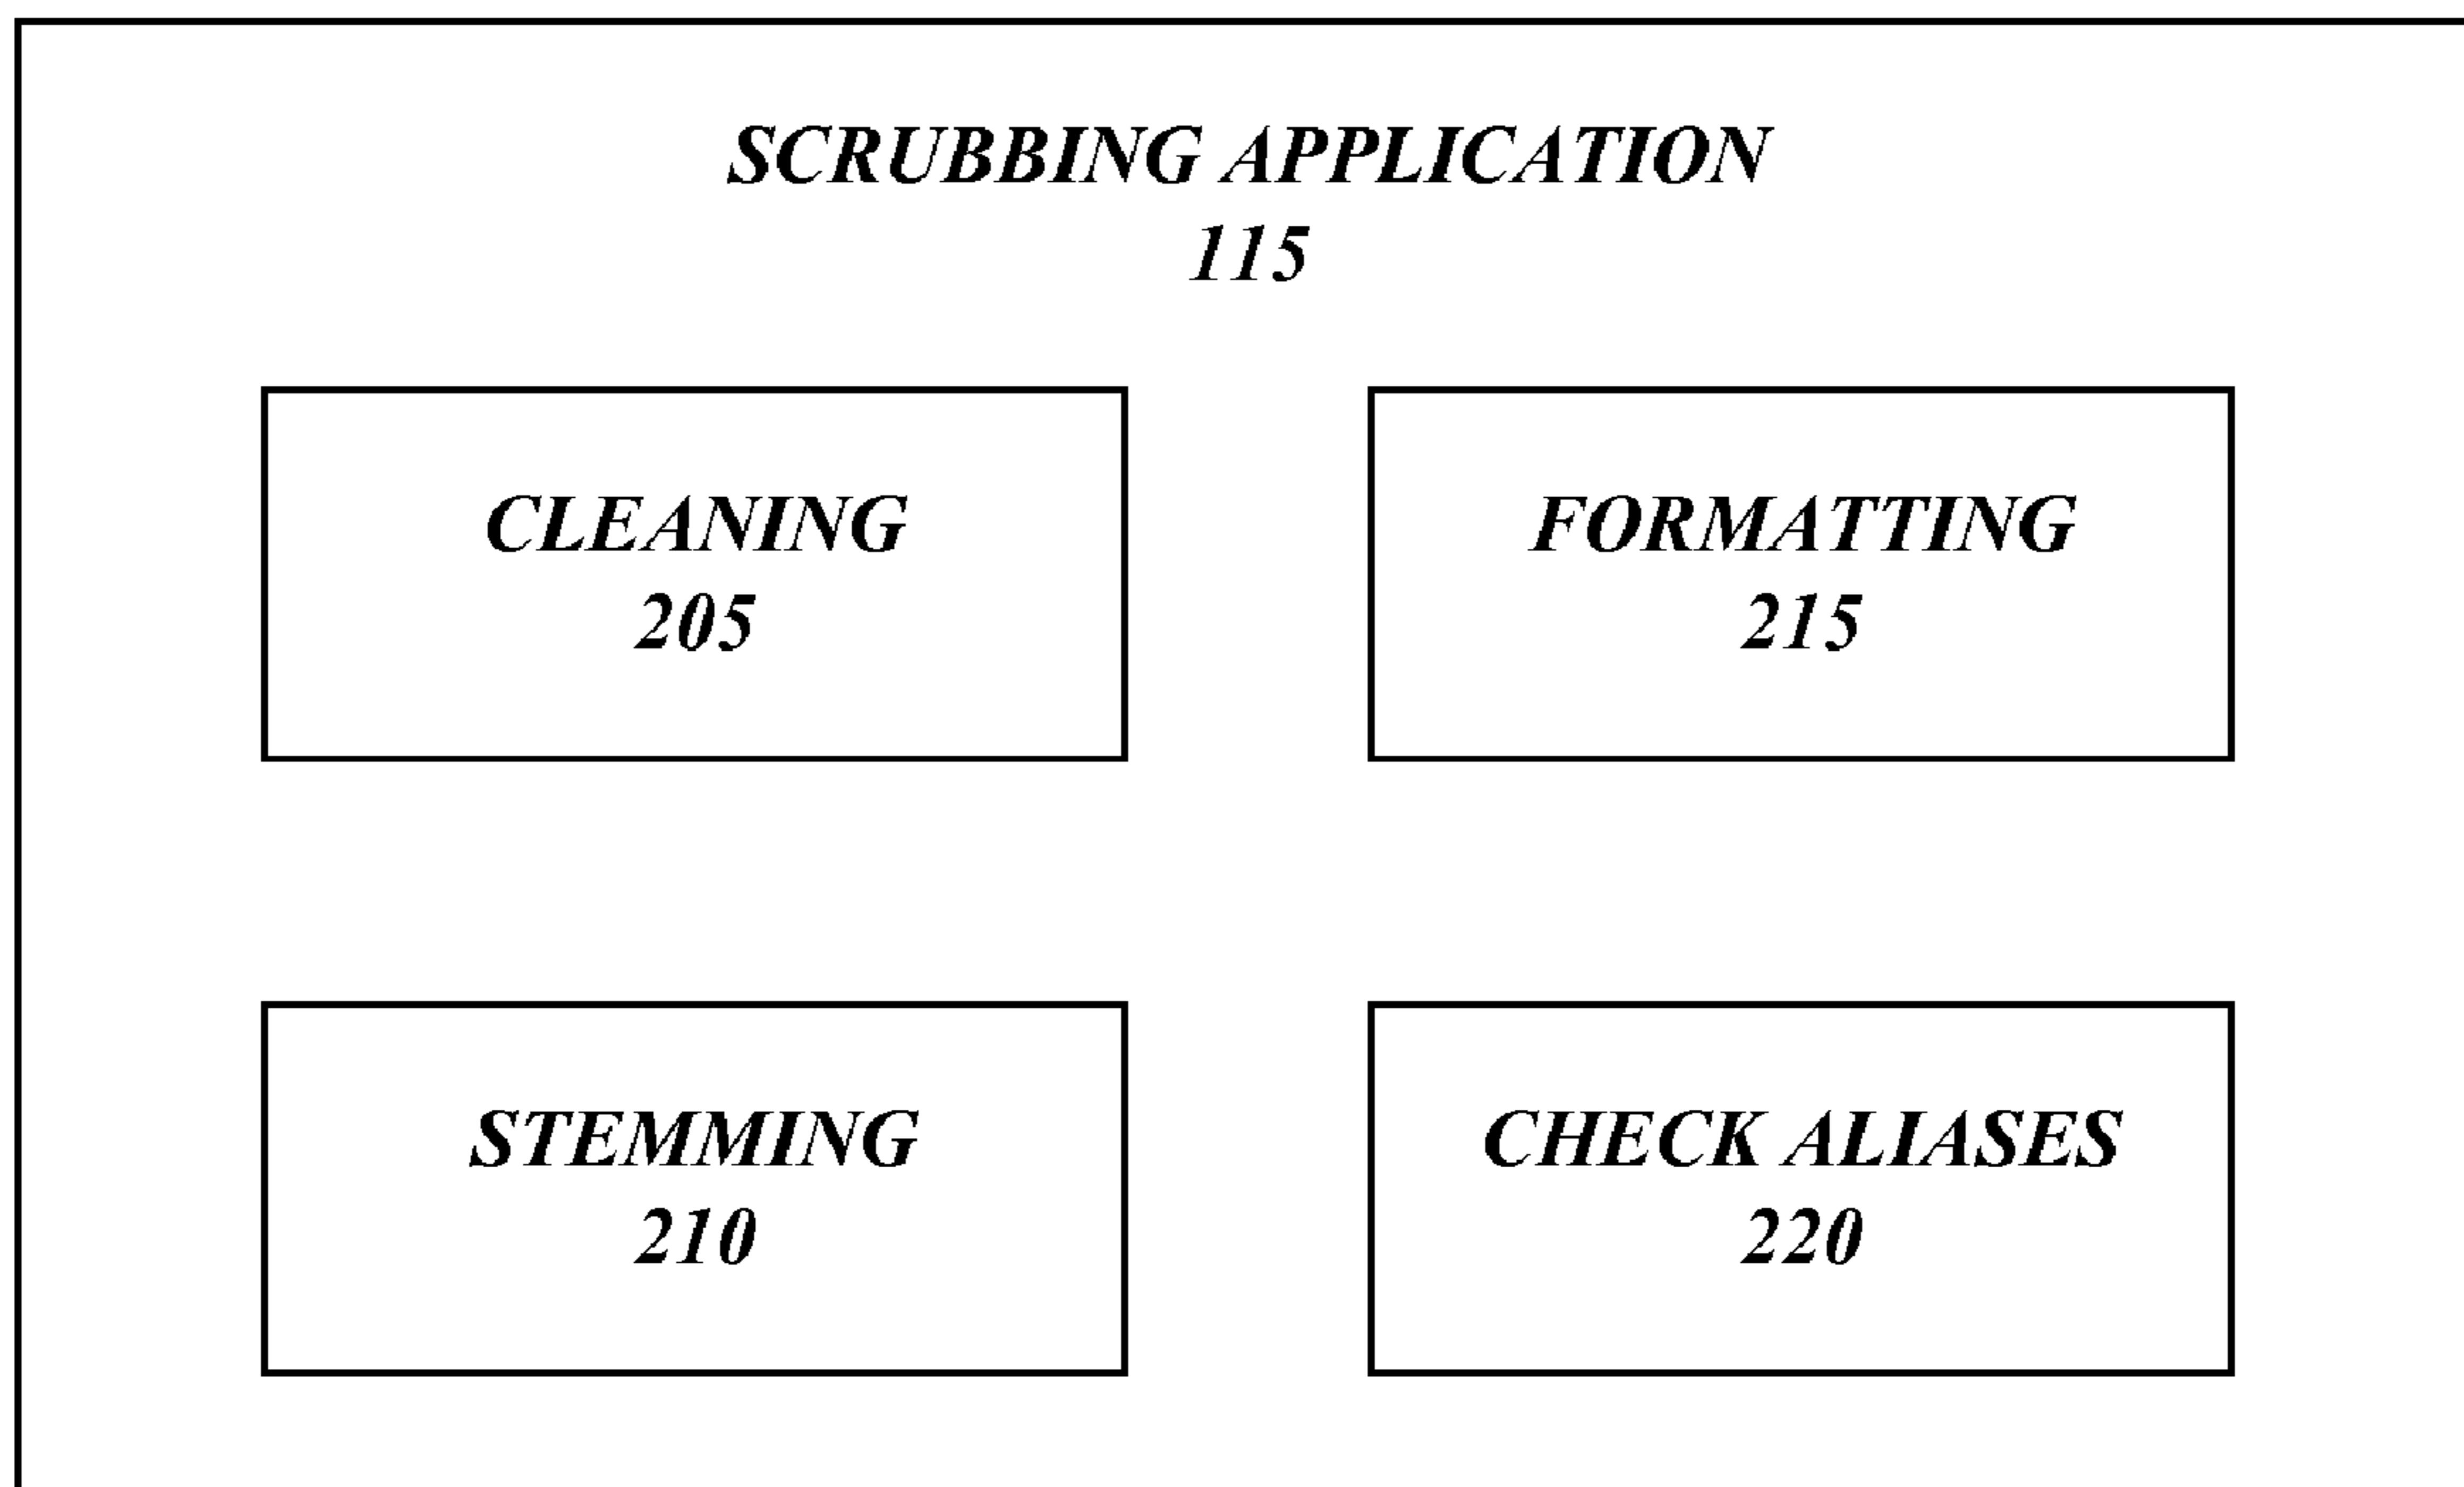 SCRUBBING APPLICATION
115
CLEANING
205
FORMATTING
215
STEMMING
210
CHECK ALIASES
220